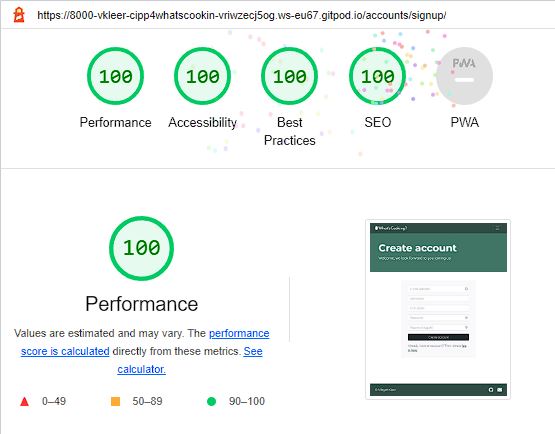 https://8000-vkleer-cipp4whatscookin-vriwzecj5og.ws-eu67.gitpod.io/accounts/signup/
100 100 100 100 PWA
Performance Accessibility Best Practices SEO PWA
100
Performance
Values are estimated and may vary. The performance
score is calculated directly from these metrics. See
calculator.
0–49 50–89 90–100
What's Cooking?
Create account
Welcome, we look forward to you joining us